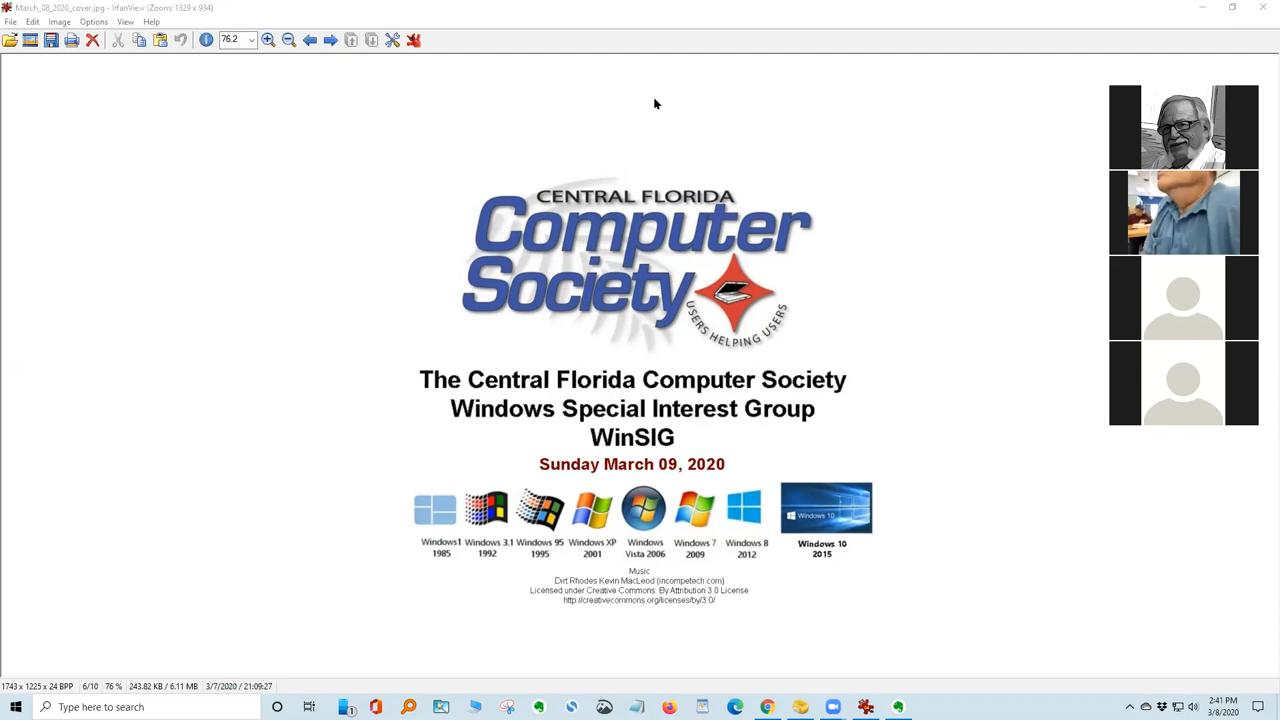 March_08_2020_cover.jpg - IrfanView (Zoom: 1329 x 934)
File Edit Image Options View Help
76.2
CENTRAL FLORIDA
Computer
Society
USERS HELPING USERS
The Central Florida Computer Society
Windows Special Interest Group
WinSIG
Sunday March 09, 2020
Windows 10
Windows1 Windows 3.1 Windows 95 Windows XP Windows Windows 7 Windows 8 Windows 10
1985 1992 1995 2001 Vista 2006 2009 2012 2015
Music
Dirt Rhodes Kevin MacLeod (incompetech.com)
Licensed under Creative Commons: By Attribution 3.0 License
http://creativecommons.org/licenses/by/3.0/
1743 x 1225 x 24 BPP 6/10 76 % 243.82 KB / 6.11 MB 3/7/2020 / 21:09:27
Type here to search
1
2:41 PM
3/8/2020